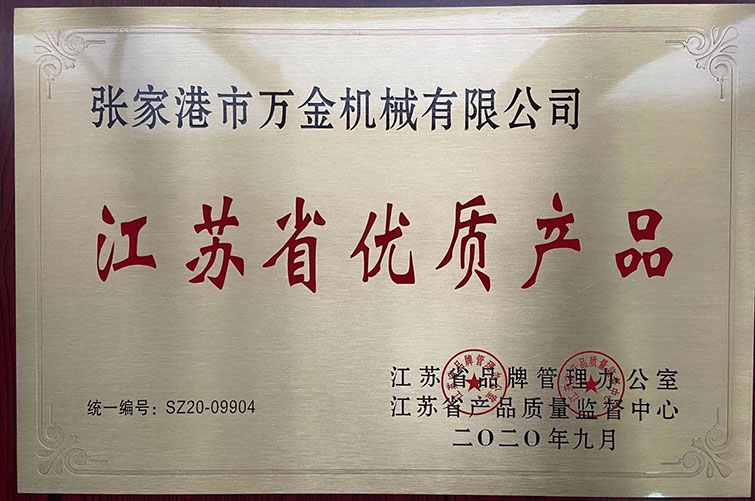 张家港市万金机械有限公司
江苏省优质产品
江苏省品牌管理办公室
江苏省产品质量监督中心
统一编号：SZ20-09904
二〇二〇年九月